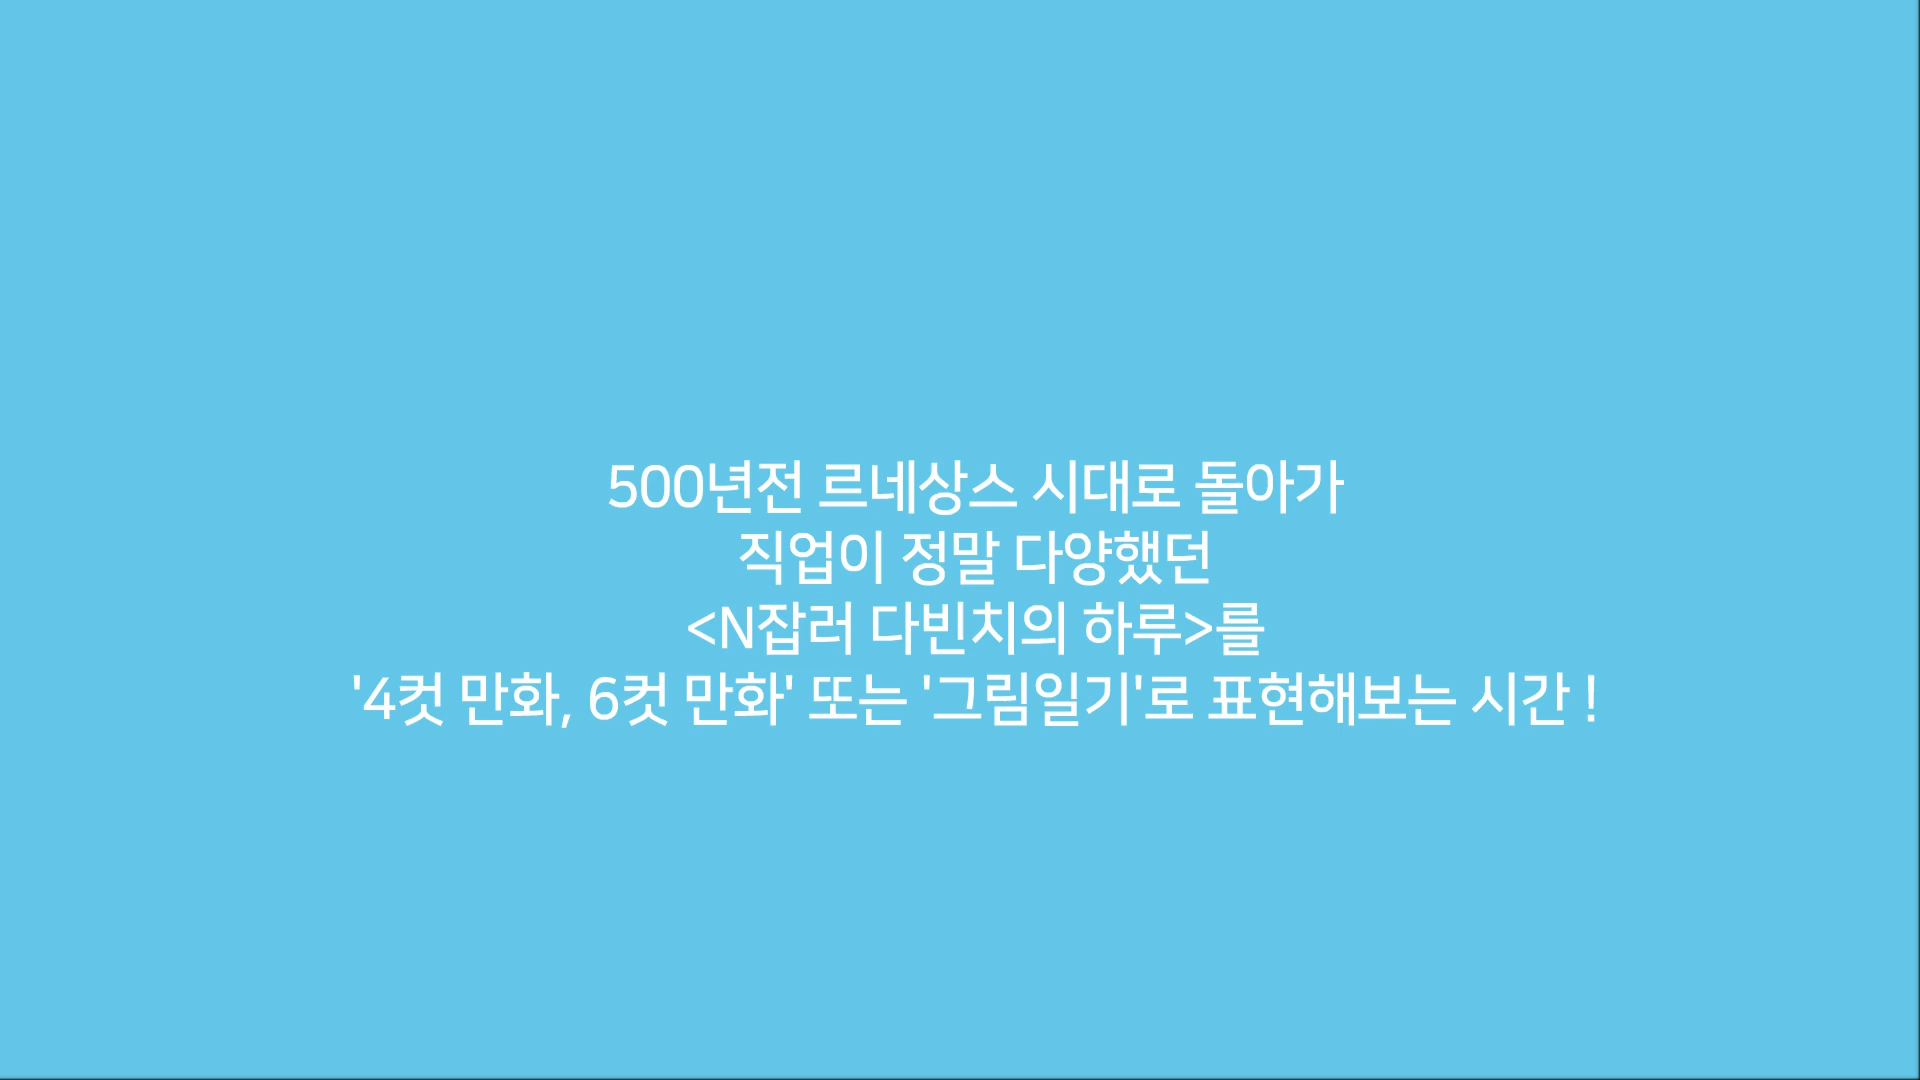 500년전 르네상스 시대로 돌아가
직업이 정말 다양했던
<N잡러 다빈치의 하루>를
'4컷 만화, 6컷 만화' 또는 '그림일기'로 표현해보는 시간 !